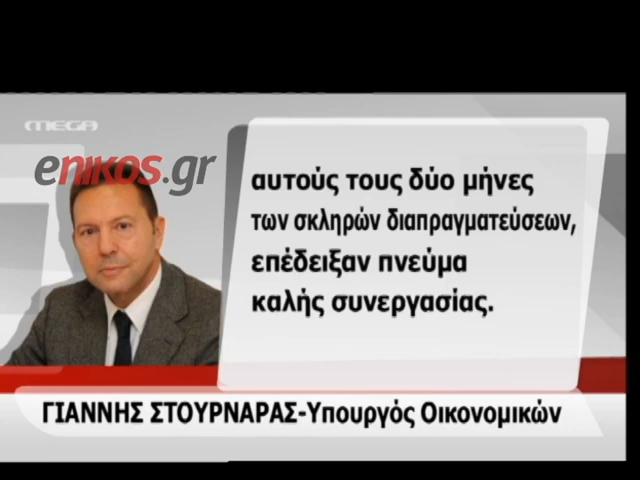 MEGA
enikos.gr
αυτούς τους δύο μήνες
των σκληρών διαπραγματεύσεων,
επέδειξαν πνεύμα
καλής συνεργασίας.
ΓΙΑΝΝΗΣ ΣΤΟΥΡΝΑΡΑΣ-Υπουργός Οικονομικών